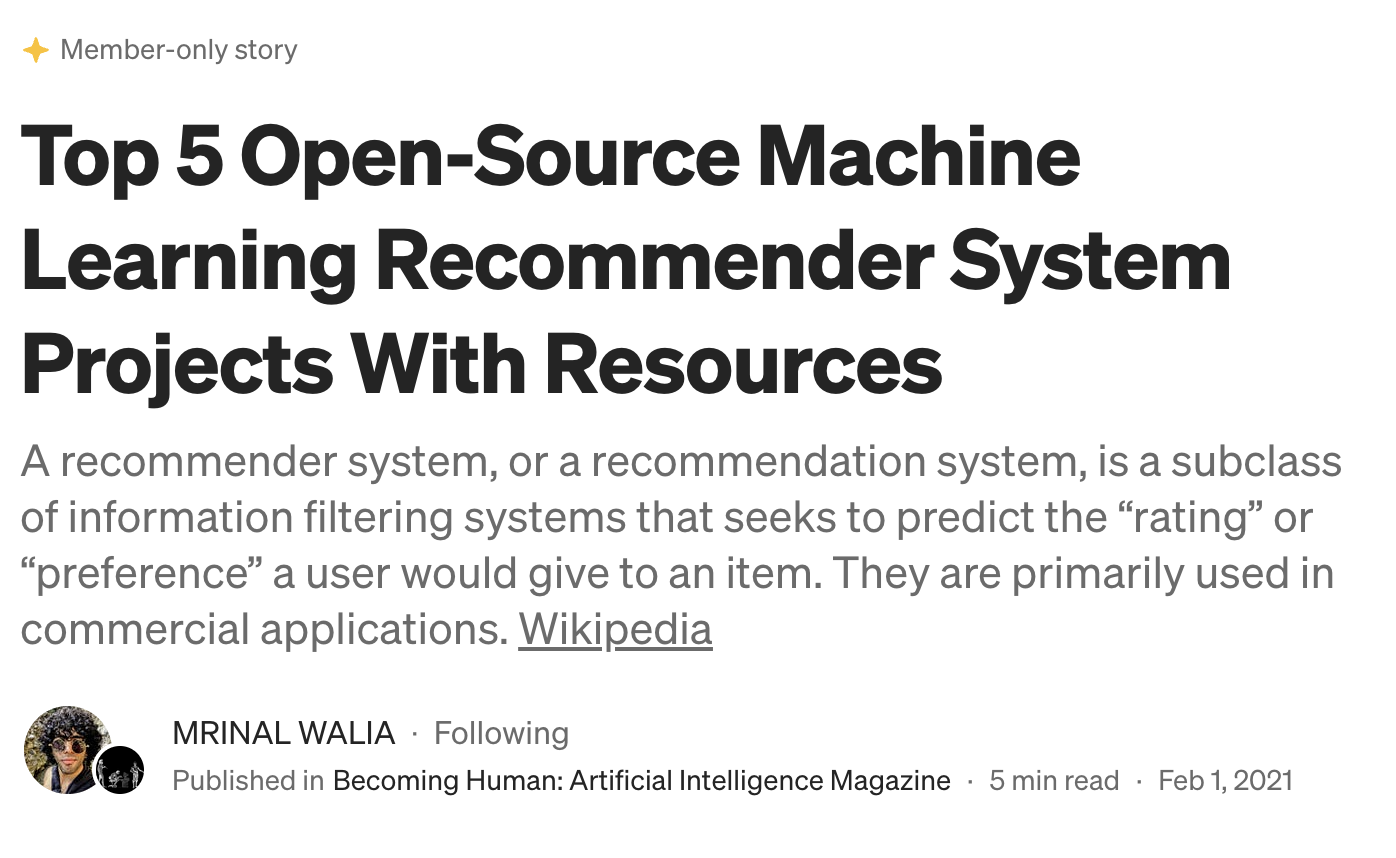 Member-only story
Top 5 Open-Source Machine
Learning Recommender System
Projects With Resources
A recommender system, or a recommendation system, is a subclass
of information filtering systems that seeks to predict the “rating” or
“preference” a user would give to an item. They are primarily used in
commercial applications. Wikipedia
MRINAL WALIA · Following
Published in Becoming Human: Artificial Intelligence Magazine · 5 min read · Feb 1, 2021